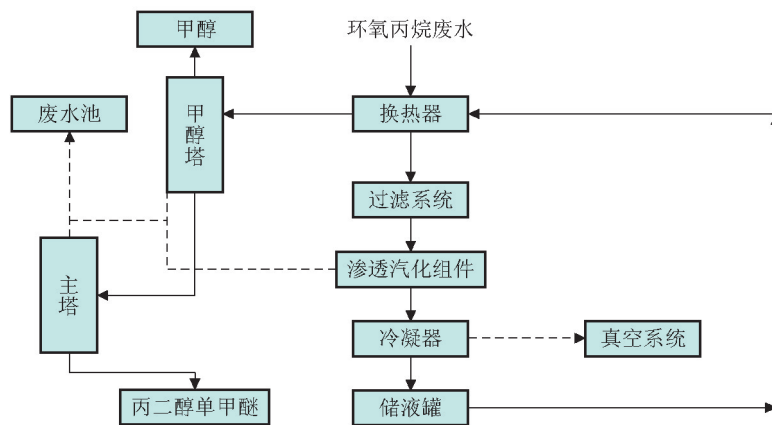 甲醇
环氧丙烷废水
废水池
甲醇塔
换热器
过滤系统
主塔
渗透汽化组件
冷凝器
真空系统
丙二醇单甲醚
储液罐